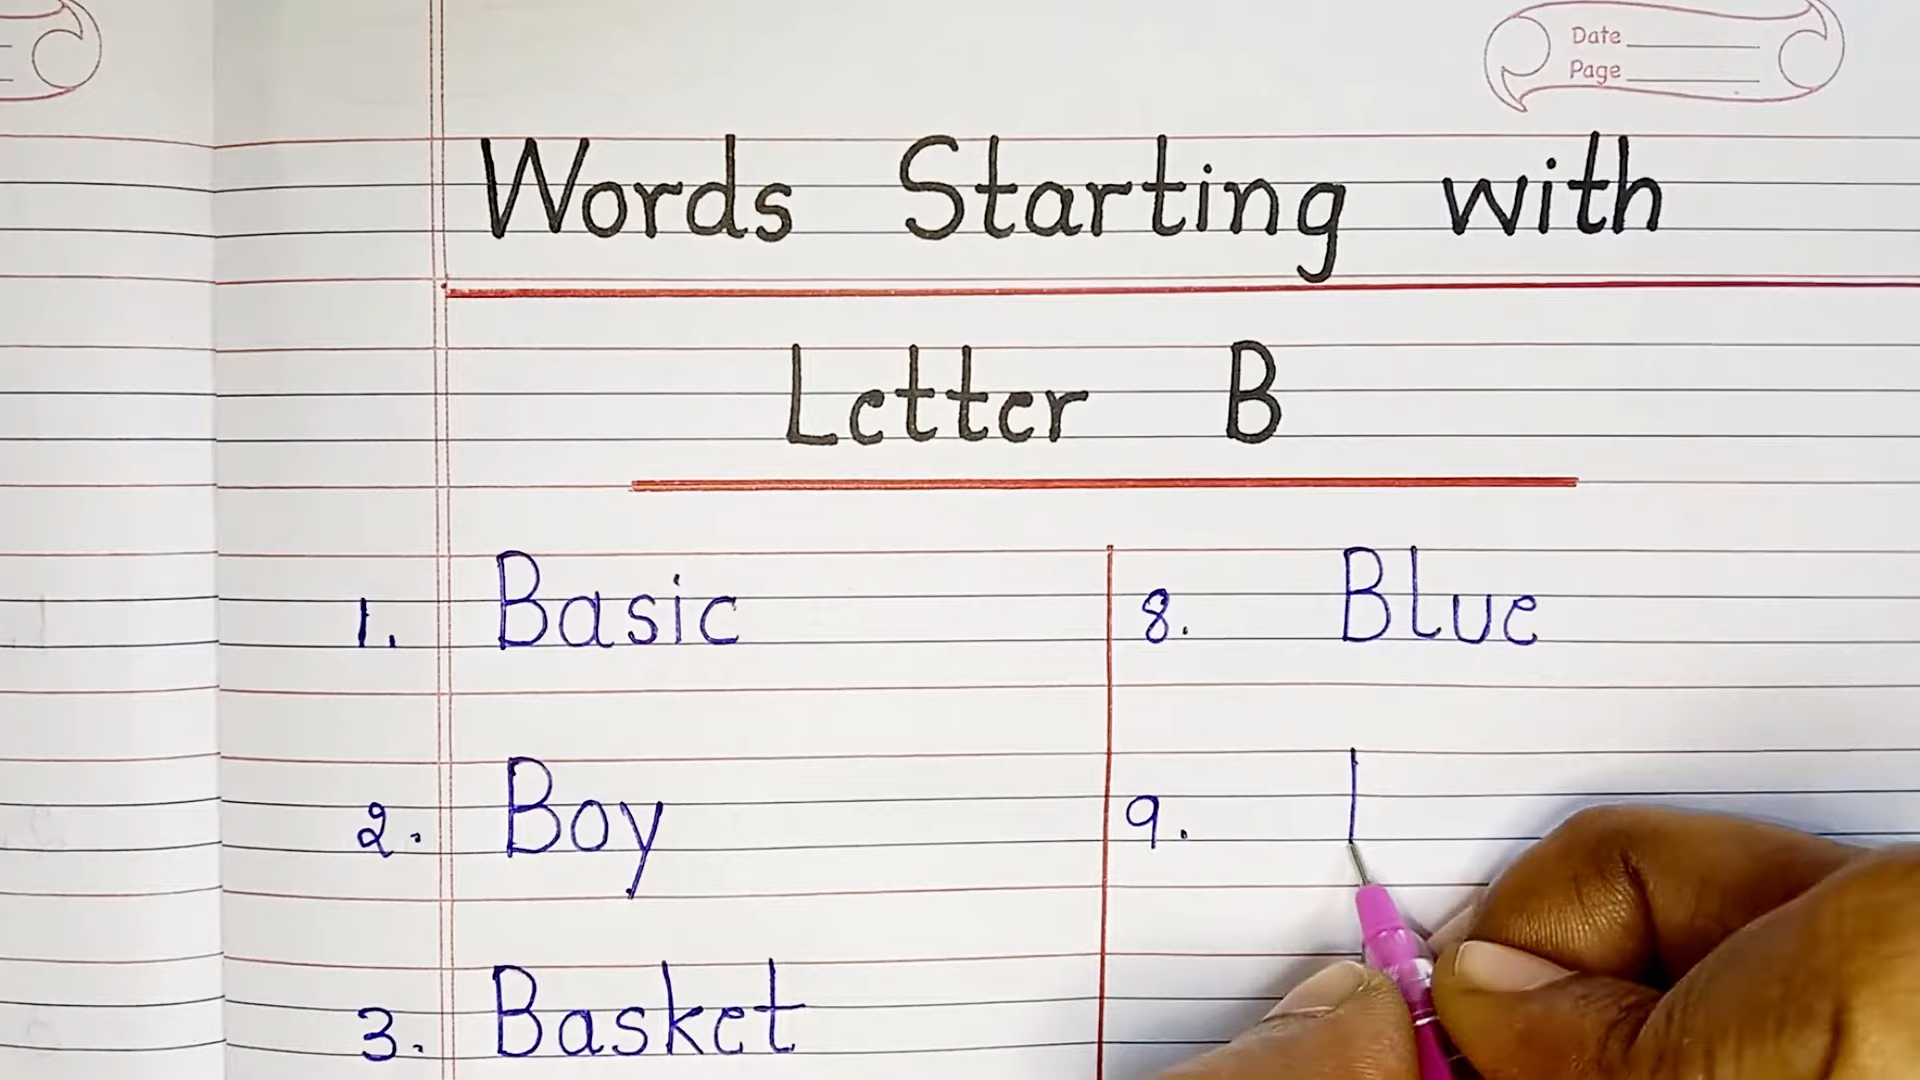 Date
Page
Words Starting with
Letter B
1. Basic
2. Boy
3. Basket
8. Blue
9.